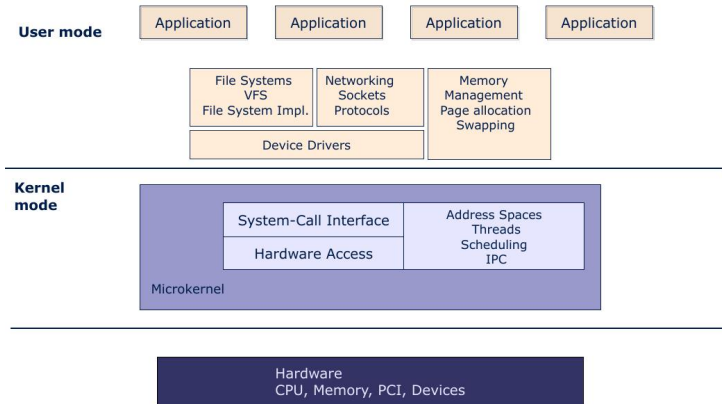 User mode
Application
Application
Application
Application
File Systems
VFS
File System Impl.
Networking
Sockets
Protocols
Memory
Management
Page allocation
Swapping
Device Drivers
Kernel
mode
System-Call Interface
Hardware Access
Address Spaces
Threads
Scheduling
IPC
Microkernel
Hardware
CPU, Memory, PCI, Devices